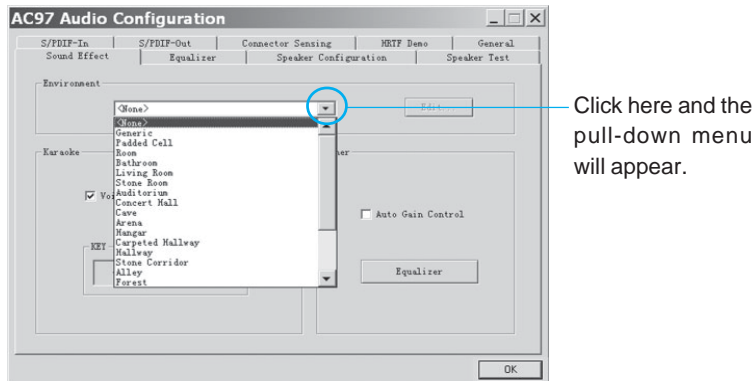 AC97 Audio Configuration
S/PDIF-In S/PDIF-Out Connector Sensing HRTF Demo General
Sound Effect Equalizer Speaker Configuration Speaker Test
Environment
<None>
Edit...
<None>
Generic
Padded Cell
Room
Bathroom
Living Room
Stone Room
Auditorium
Concert Hall
Cave
Arena
Hangar
Carpeted Hallway
Hallway
Stone Corridor
Alley
Forest
Karaoke
KEY
Auto Gain Control
Equalizer
OK
Click here and the
pull-down menu
will appear.